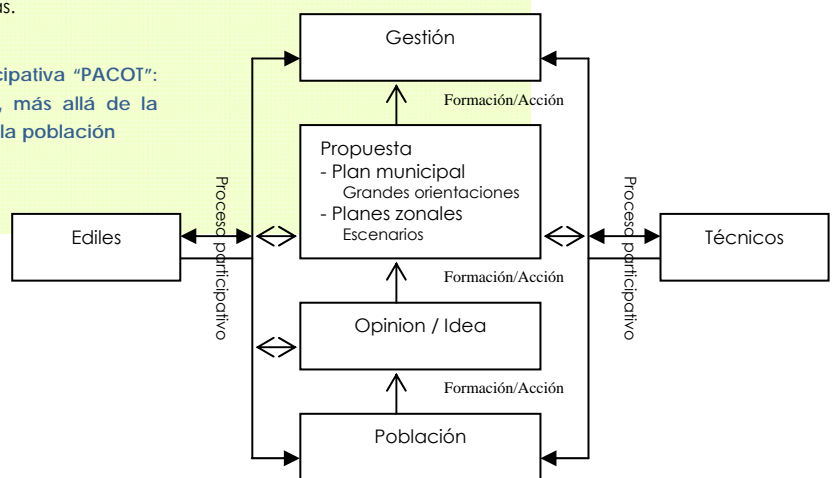 as.
cipativa “PACOT”:
, más allá de la
la población
Gestión
Formación/Acción
Propuesta
- Plan municipal
Grandes orientaciones
- Planes zonales
Escenarios
Proceso participativo
Proceso participativo
Ediles
Técnicos
Formación/Acción
Opinion / Idea
Formación/Acción
Población